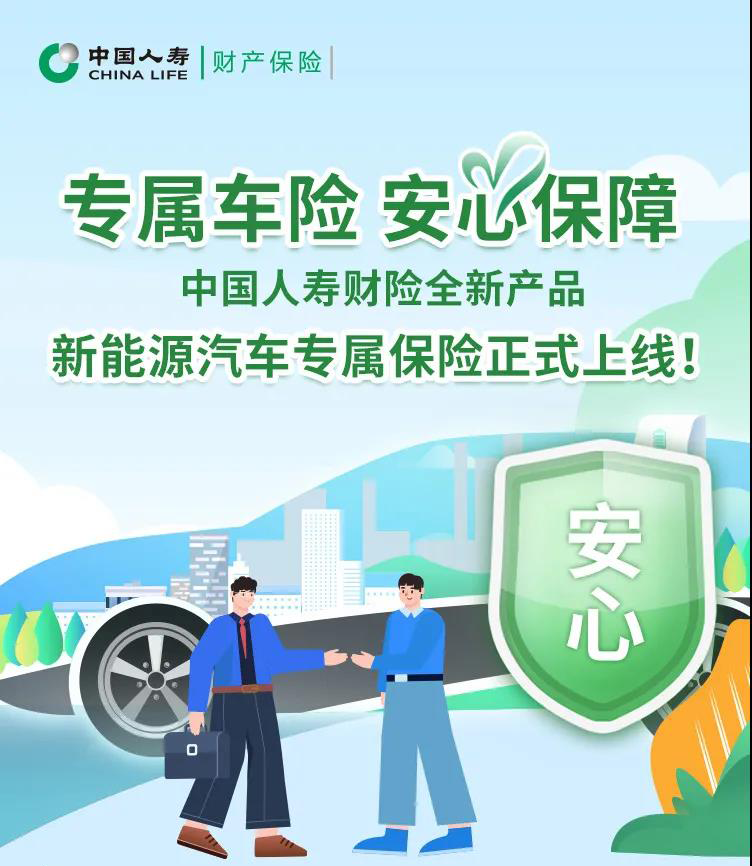 中国人寿
CHINA LIFE
财产保险
专属车险 安心保障
中国人寿财险全新产品
新能源汽车专属保险正式上线！
安心